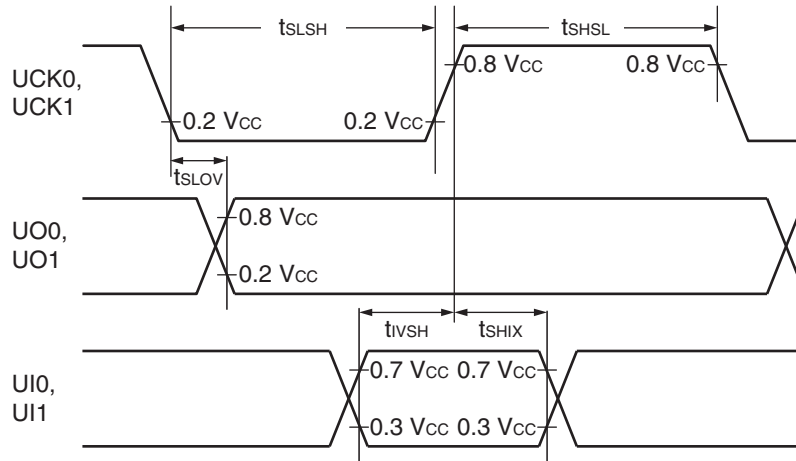 tSLSH tSHSL
UCK0,
UCK1
0.8 VCC 0.8 VCC
0.2 VCC 0.2 VCC
tSLOV
UO0,
UO1
0.8 VCC
0.2 VCC
tIVSH tSHIX
UI0,
UI1
0.7 VCC 0.7 VCC
0.3 VCC 0.3 VCC